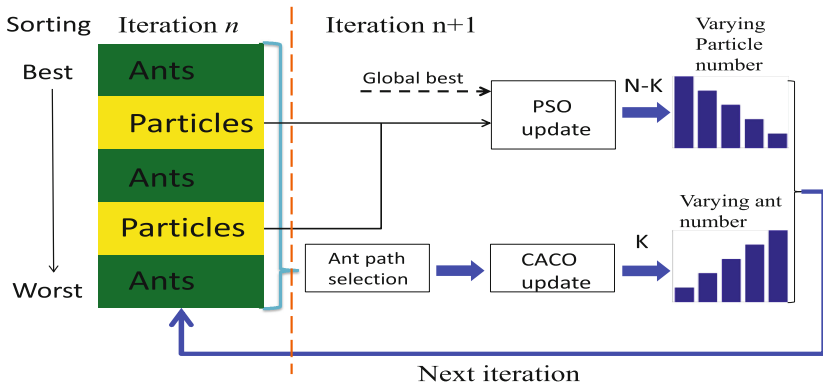 Sorting
Iteration n
Iteration n+1
Varying
Particle
number
Best
Ants
Global best
N-K
PSO
update
Particles
Ants
Particles
Varying ant
number
K
Worst
Ants
Ant path
selection
CACO
update
Next iteration